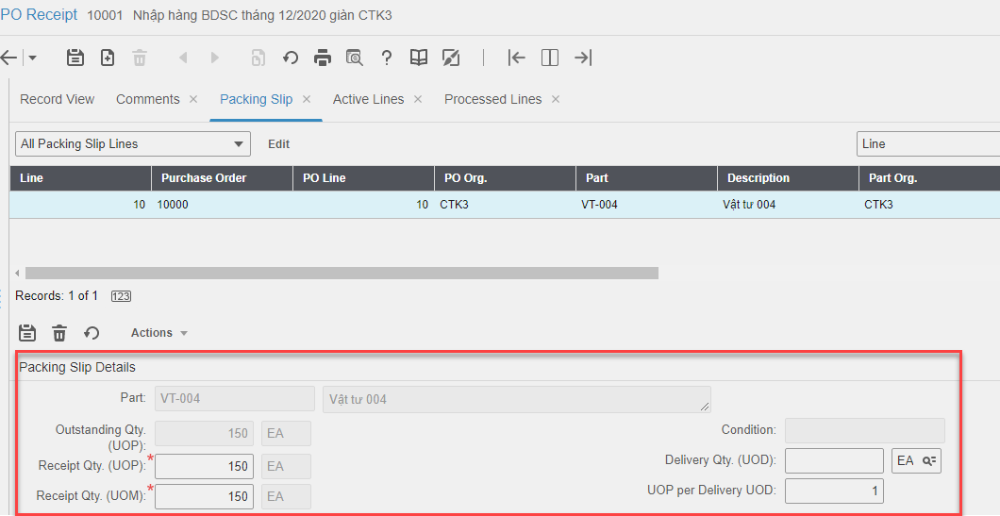 PO Receipt 10001 Nhập hàng BDSC tháng 12/2020 giàn CTK3
Record View Comments Packing Slip Active Lines Processed Lines
All Packing Slip Lines Edit Line
Line Purchase Order PO Line PO Org. Part Description Part Org.
10 10000 10 CTK3 VT-004 Vật tư 004 CTK3
Records: 1 of 1 123
Actions
Packing Slip Details
Part: VT-004 Vật tư 004
Outstanding Qty. (UOP): 150 EA Condition:
Receipt Qty. (UOP): * 150 EA Delivery Qty. (UOD): EA
Receipt Qty. (UOM): * 150 EA UOP per Delivery UOD: 1